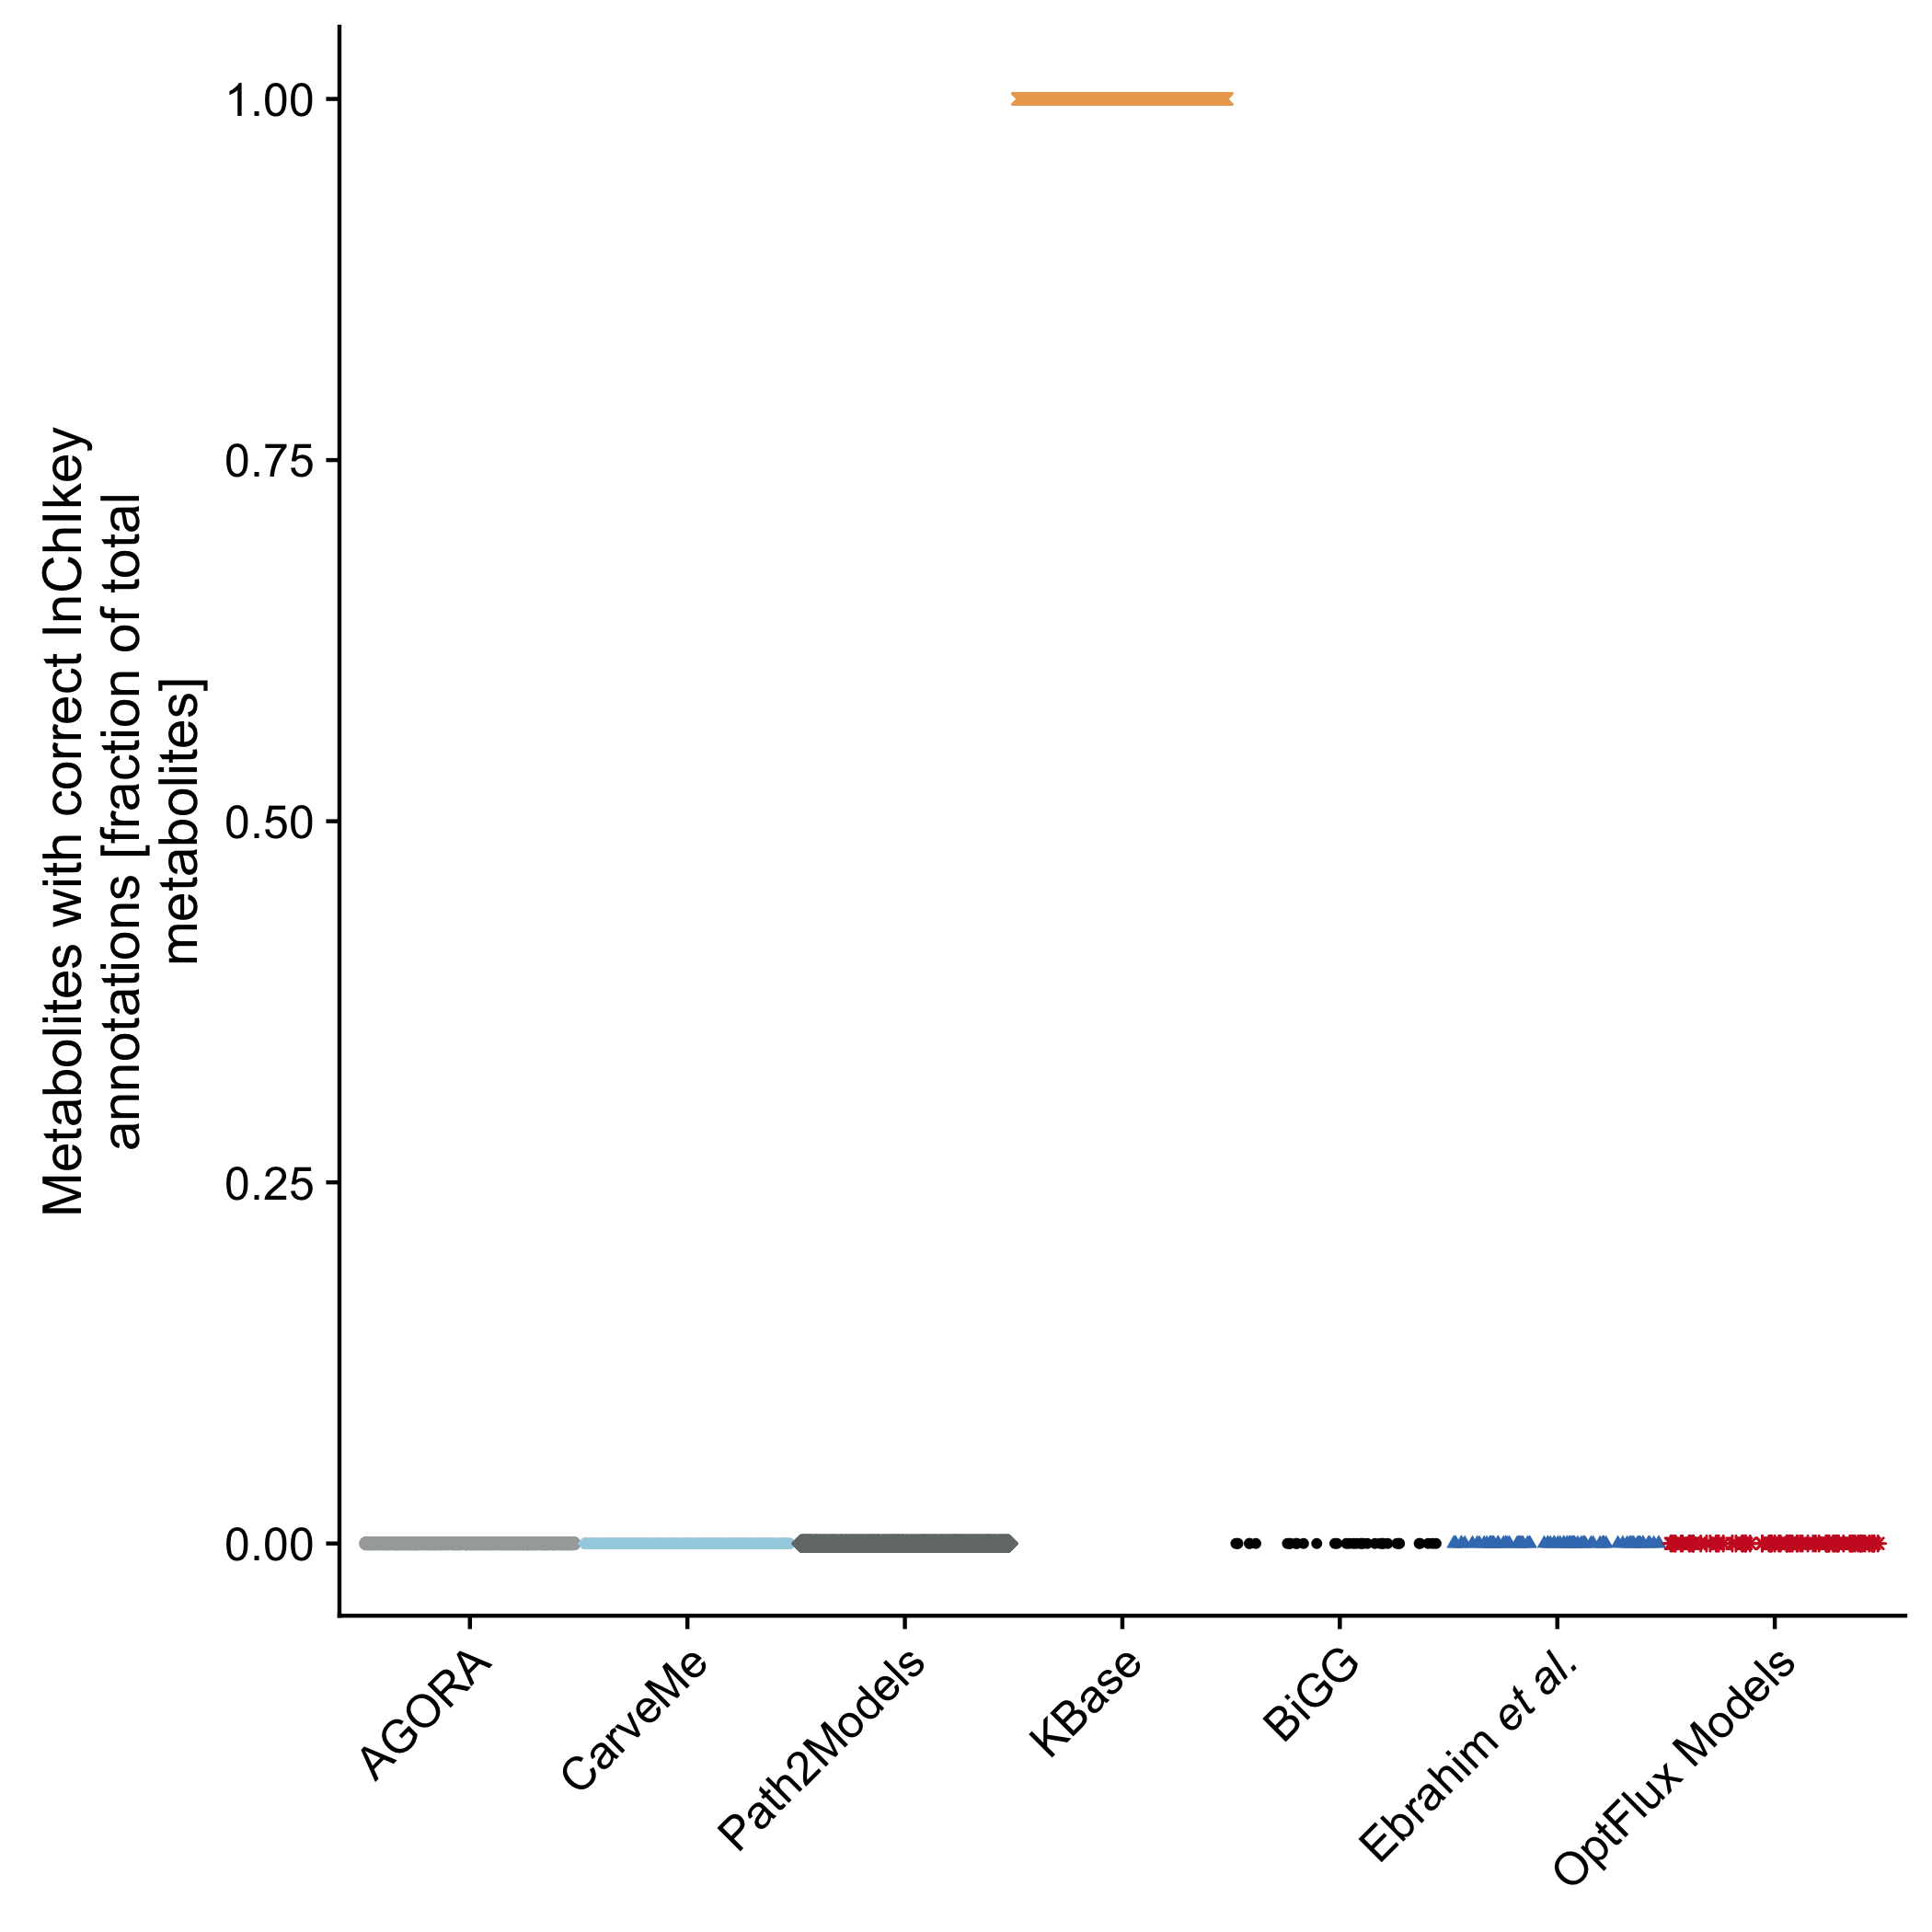 Metabolites with correct InChIkey
annotations [fraction of total
metabolites]
1.00
0.75
0.50
0.25
0.00
AGORA
CarveMe
Path2Models
KBase
BiGG
Ebrahim et al.
OptFlux Models